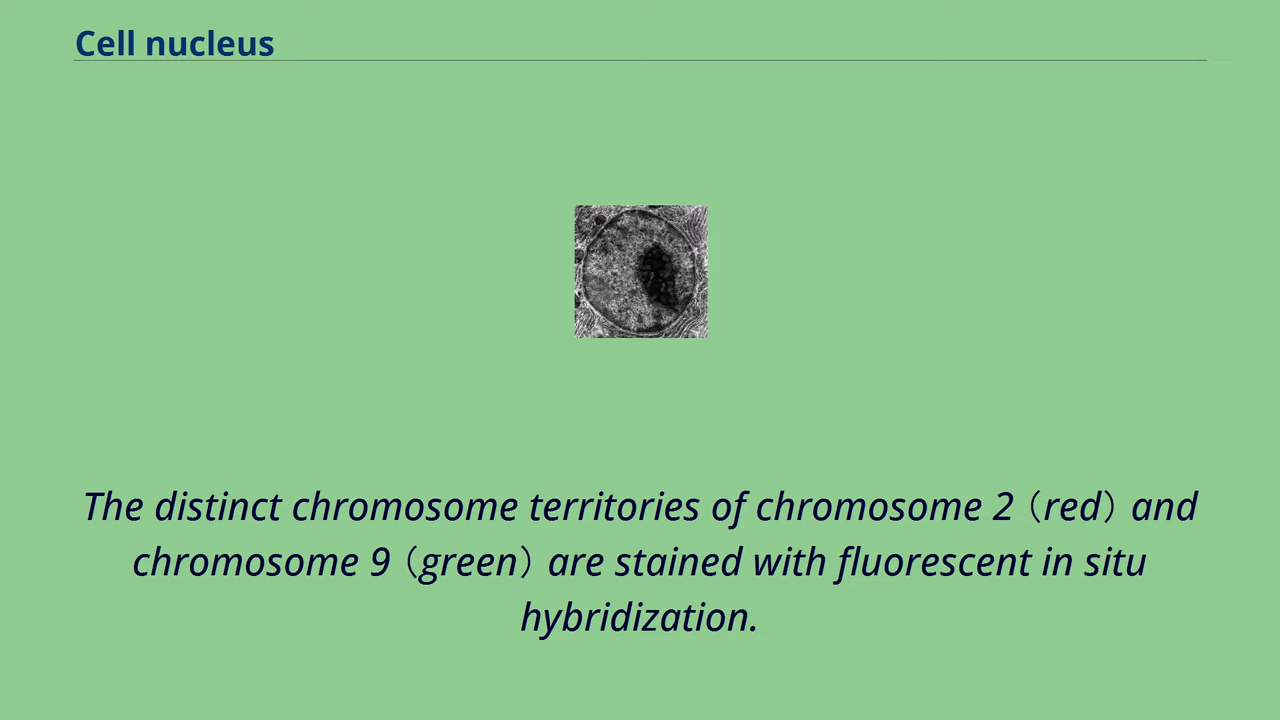 Cell nucleus
The distinct chromosome territories of chromosome 2（red）and
chromosome 9（green）are stained with fluorescent in situ
hybridization.